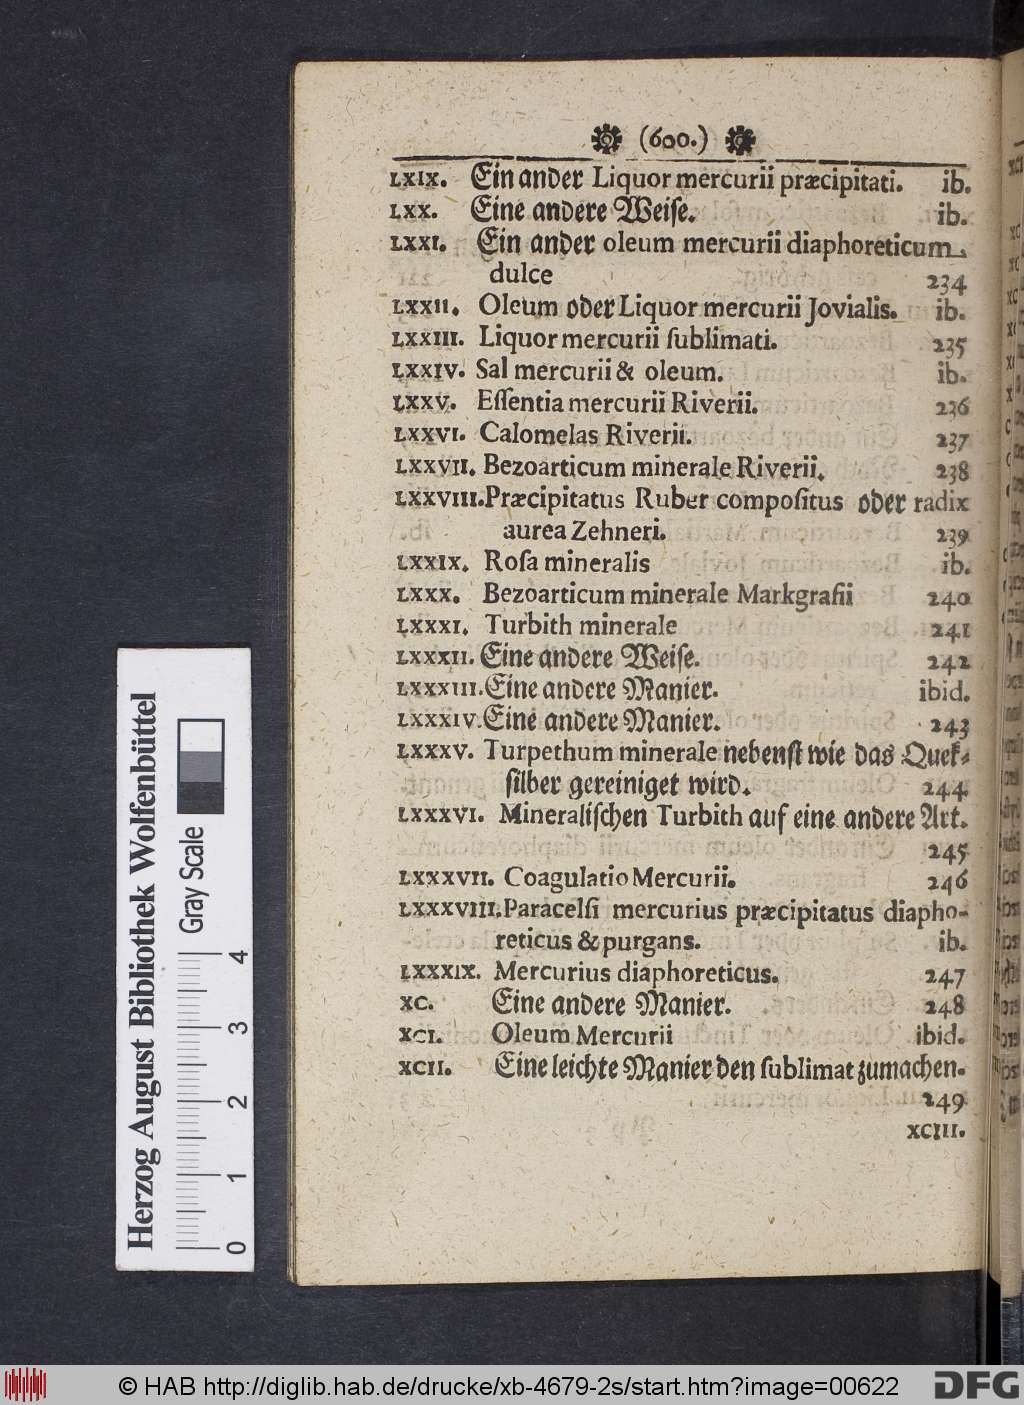 (600.)
LXIX. Ein ander Liquor mercurii præcipitati. ib.
LXX. Eine andere Weiſe. ib.
LXXI. Ein ander oleum mercurii diaphoreticum
dulce 234
LXXII. Oleum oder Liquor mercurii Jovialis. ib.
LXXIII. Liquor mercurii ſublimati. 235
LXXIV. Sal mercurii & oleum. ib.
LXXV. Eſſentia mercurii Riverii. 236
LXXVI. Calomelas Riverii. 237
LXXVII. Bezoarticum minerale Riverii. 238
LXXVIII. Præcipitatus Ruber compoſitus oder radix
aurea Zehneri. 239
LXXIX. Roſa mineralis ib.
LXXX. Bezoarticum minerale Markgrafii 240
LXXXI. Turbith minerale 241
LXXXII. Eine andere Weiſe. 242
LXXXIII. Eine andere Manier. ibid.
LXXXIV. Eine andere Manier. 243
LXXXV. Turpethum minerale nebenſt wie das Quek-
ſilber gereiniget wird. 244
LXXXVI. Mineraliſchen Turbith auf eine andere Art.
245
LXXXVII. Coagulatio Mercurii. 246
LXXXVIII. Paracelſi mercurius præcipitatus diapho-
reticus & purgans. ib.
LXXXIX. Mercurius diaphoreticus. 247
XC. Eine andere Manier. 248
XCI. Oleum Mercurii ibid.
XCII. Eine leichte Manier den ſublimat zumachen.
249
XCIII.
Herzog August Bibliothek Wolfenbüttel
Gray Scale
0 1 2 3 4
© HAB http://diglib.hab.de/drucke/xb-4679-2s/start.htm?image=00622
DFG